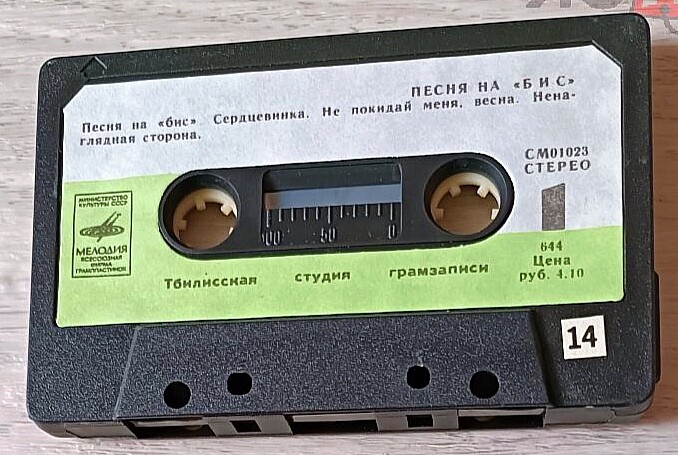 ПЕСНЯ НА «БИС»
Песня на «бис» Сердцевинка. Не покидай меня, весна. Нена-
глядная сторона.
СМ01023
СТЕРЕО
МИНИСТЕРСТВО
КУЛЬТУРЫ СССР
МЕЛОДИЯ
ВСЕСОЮЗНАЯ
ФИРМА
ГРАМПЛАСТИНОК
100 50 0
644
Цена
руб. 4.10
Тбилисская студия грамзаписи
14